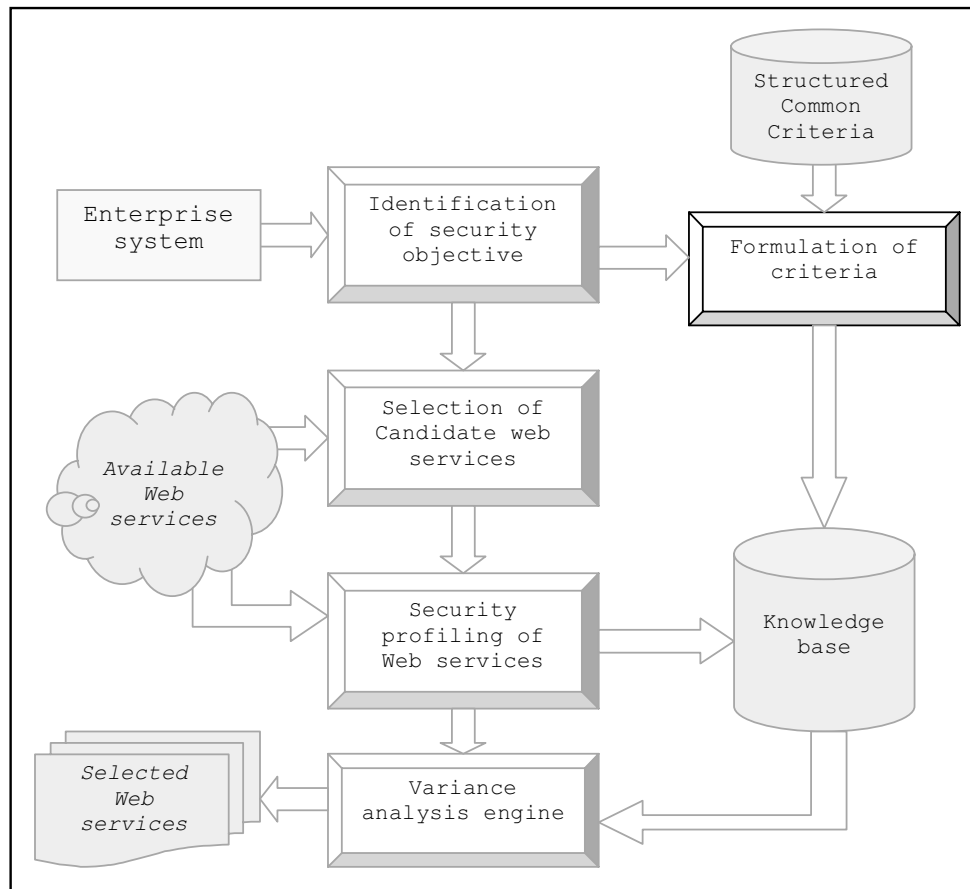 Structured
Common
Criteria
Enterprise
system
Identification
of security
objective
Formulation of
criteria
Available
Web
services
Selection of
Candidate web
services
Security
profiling of
Web services
Knowledge
base
Selected
Web
services
Variance
analysis engine